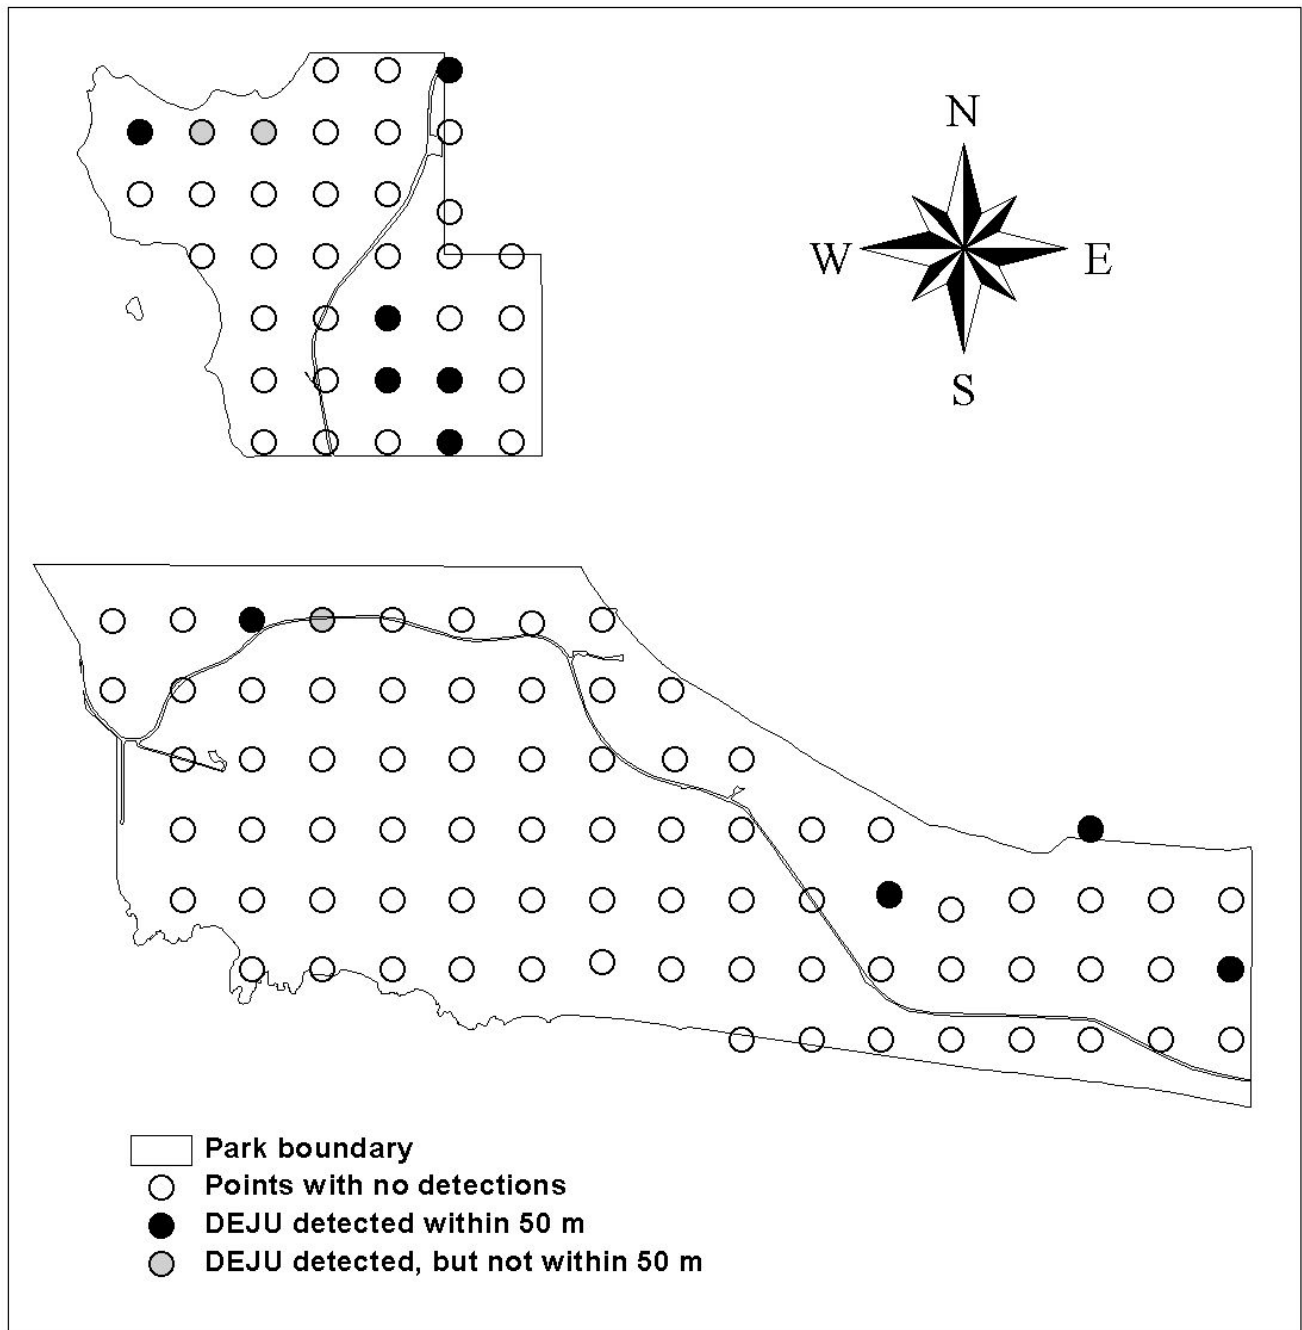 N
W
E
S
Park boundary
Points with no detections
DEJU detected within 50 m
DEJU detected, but not within 50 m